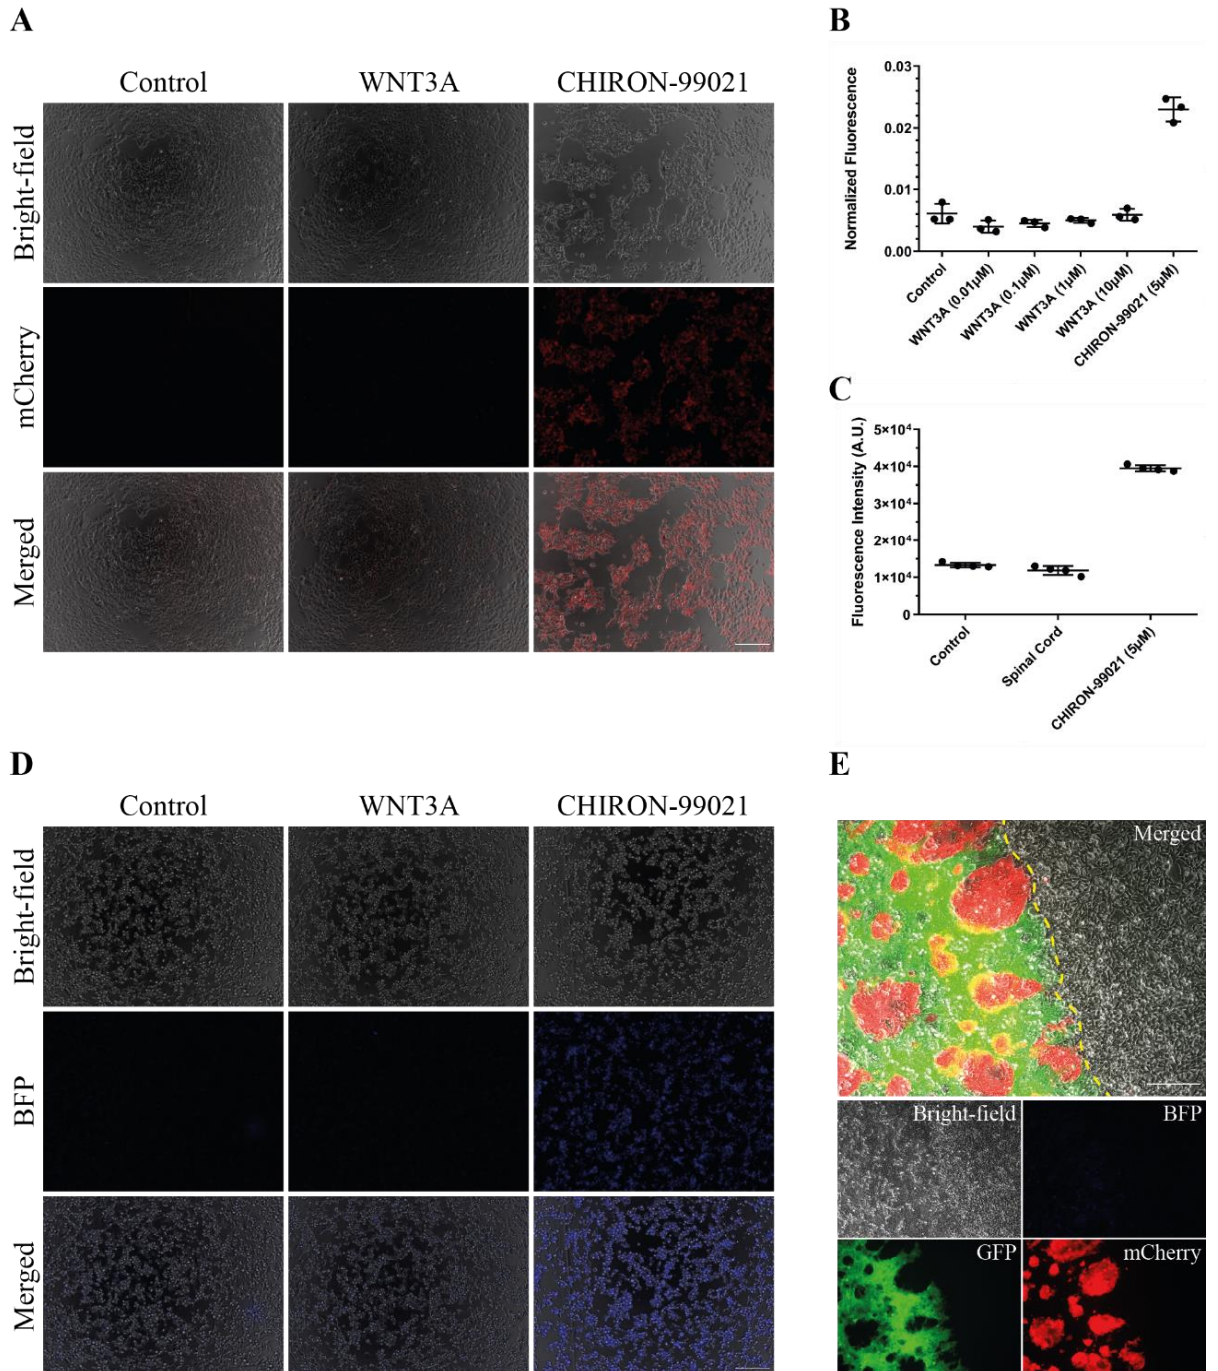 A
Control WNT3A CHIRON-99021
Bright-field
mCherry
Merged
B
Normalized Fluorescence
0.03
0.02
0.01
0.00
Control
WNT3A (0.01µM)
WNT3A (0.1µM)
WNT3A (1µM)
WNT3A (10µM)
CHIRON-99021 (5µM)
C
Fluorescence Intensity (A.U.)
5×10⁴
4×10⁴
3×10⁴
2×10⁴
1×10⁴
0
Control
Spinal Cord
CHIRON-99021 (5µM)
D
Control WNT3A CHIRON-99021
Bright-field
BFP
Merged
E
Merged
Bright-field BFP
GFP mCherry